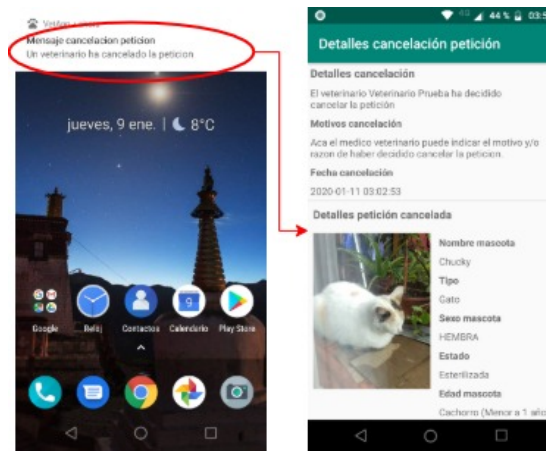 Mensaje cancelacion peticion
Un veterinario ha cancelado la peticion
jueves, 9 ene. | 8°C
Google Reloj Contactos Calendario Play Store
9
44 % 03:5
Detalles cancelación petición
Detalles cancelación
El veterinario Veterinario Prueba ha decidido
cancelar la petición
Motivos cancelación
Aca el medico veterinario puede indicar el motivo y/o
razon de haber decidido cancelar la peticion.
Fecha cancelación
2020-01-11 03:02:53
Detalles petición cancelada
Nombre mascota
Chucky
Tipo
Gato
Sexo mascota
HEMBRA
Estado
Esterilizada
Edad mascota
Cachorro (Menor a 1 año